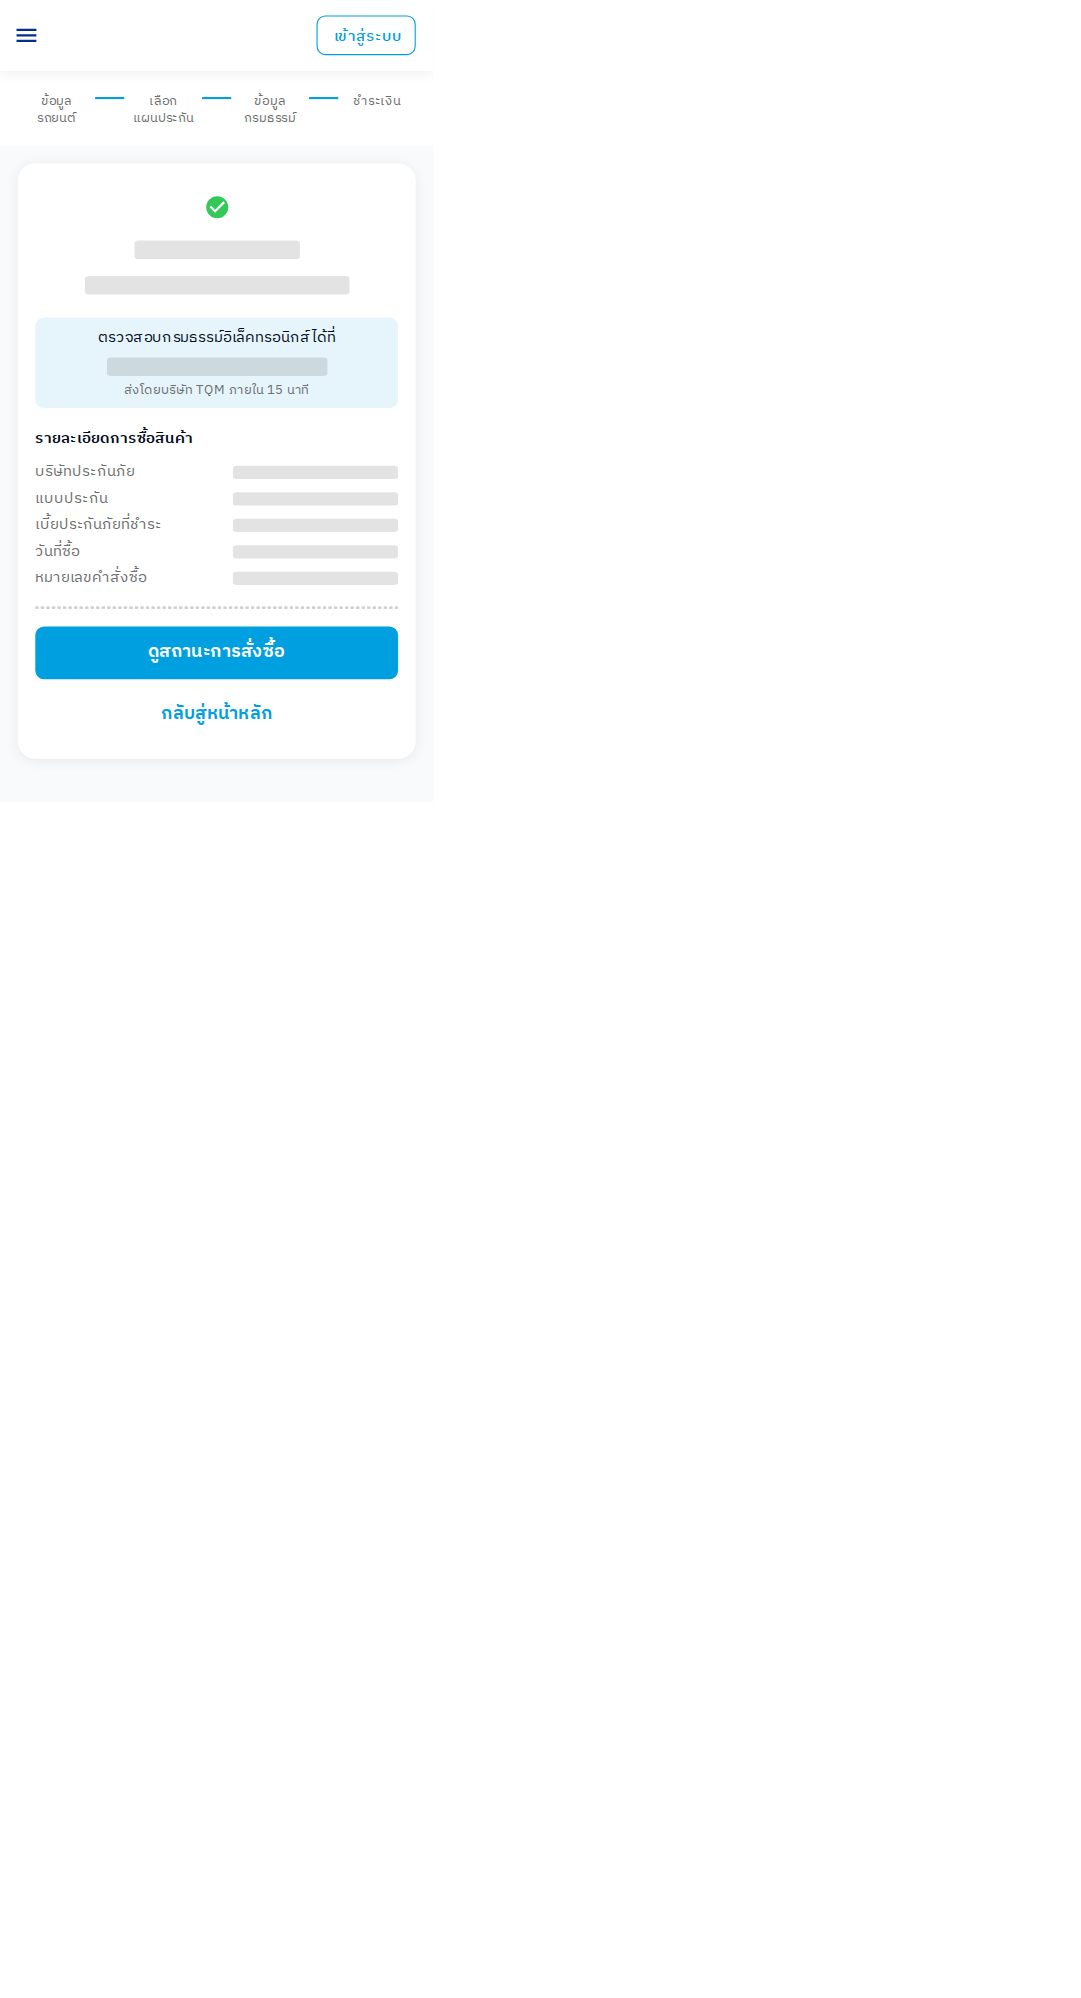 เข้าสู่ระบบ
ข้อมูล
รถยนต์
เลือก
แผนประกัน
ข้อมูล
กรมธรรม์
ชำระเงิน
ตรวจสอบกรมธรรม์อิเล็คทรอนิกส์ได้ที่
ส่งโดยบริษัท TQM ภายใน 15 นาที
รายละเอียดการซื้อสินค้า
บริษัทประกันภัย
แบบประกัน
เบี้ยประกันภัยที่ชำระ
วันที่ซื้อ
หมายเลขคำสั่งซื้อ
ดูสถานะการสั่งซื้อ
กลับสู่หน้าหลัก